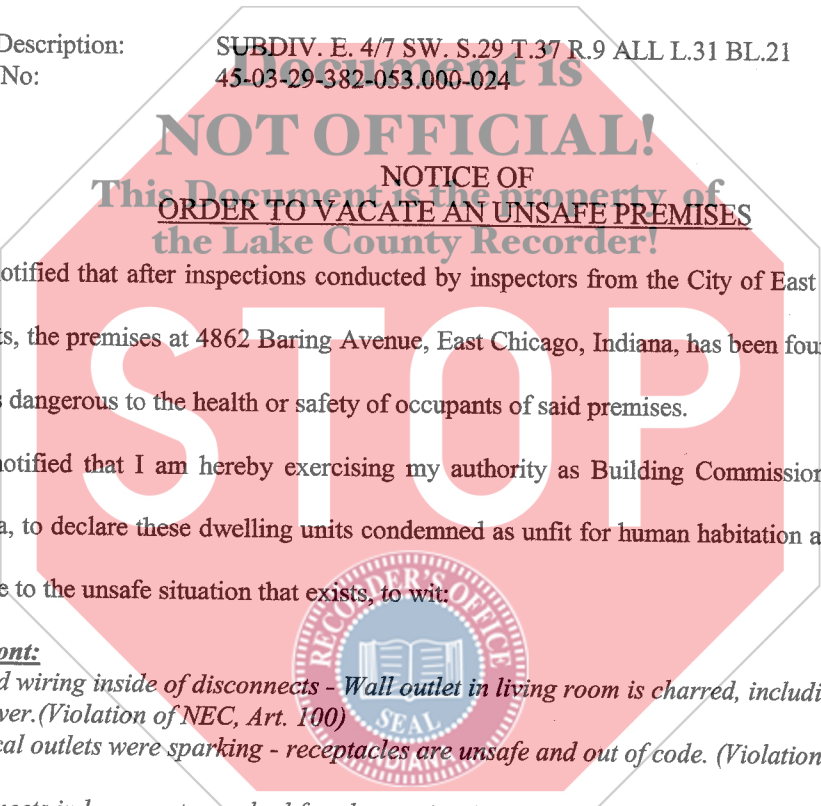 Description: SUBDIV. E. 4/7 SW. S.29 T.37 R.9 ALL L.31 BL.21
No: 45-03-29-382-053.000-024
Document is
NOT OFFICIAL!
NOTICE OF
This Document is the property of
ORDER TO VACATE AN UNSAFE PREMISES
the Lake County Recorder!
otified that after inspections conducted by inspectors from the City of East
ts, the premises at 4862 Baring Avenue, East Chicago, Indiana, has been fou
s dangerous to the health or safety of occupants of said premises.
STOP
notified that I am hereby exercising my authority as Building Commission
a, to declare these dwelling units condemned as unfit for human habitation a
e to the unsafe situation that exists, to wit:
RECORDER'S OFFICE
SEAL
INDIANA
ont:
d wiring inside of disconnects - Wall outlet in living room is charred, includi
ver.(Violation of NEC, Art. 100)
cal outlets were sparking - receptacles are unsafe and out of code. (Violation